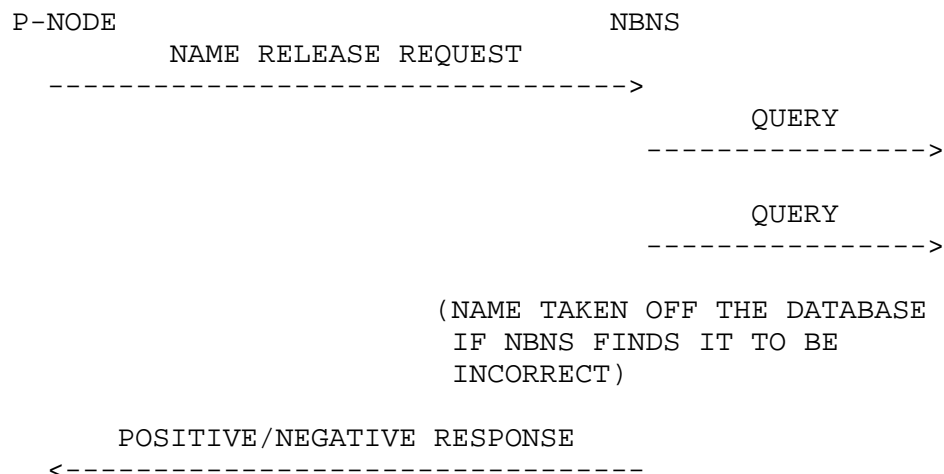 P-NODE NBNS
NAME RELEASE REQUEST
--------------------------------->
QUERY
---------------->
QUERY
---------------->
(NAME TAKEN OFF THE DATABASE
IF NBNS FINDS IT TO BE
INCORRECT)
POSITIVE/NEGATIVE RESPONSE
<---------------------------------